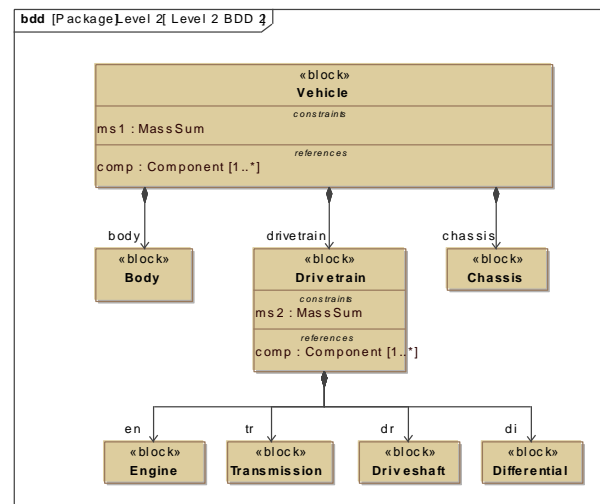 bdd [Package] Level 2[ Level 2 BDD 2]
«block»
Vehicle
constraints
ms1 : MassSum
references
comp : Component [1..*]
body
drivetrain
chassis
«block»
Body
«block»
Drivetrain
constraints
ms2 : MassSum
references
comp : Component [1..*]
«block»
Chassis
en
tr
dr
di
«block»
Engine
«block»
Transmission
«block»
Driveshaft
«block»
Differential